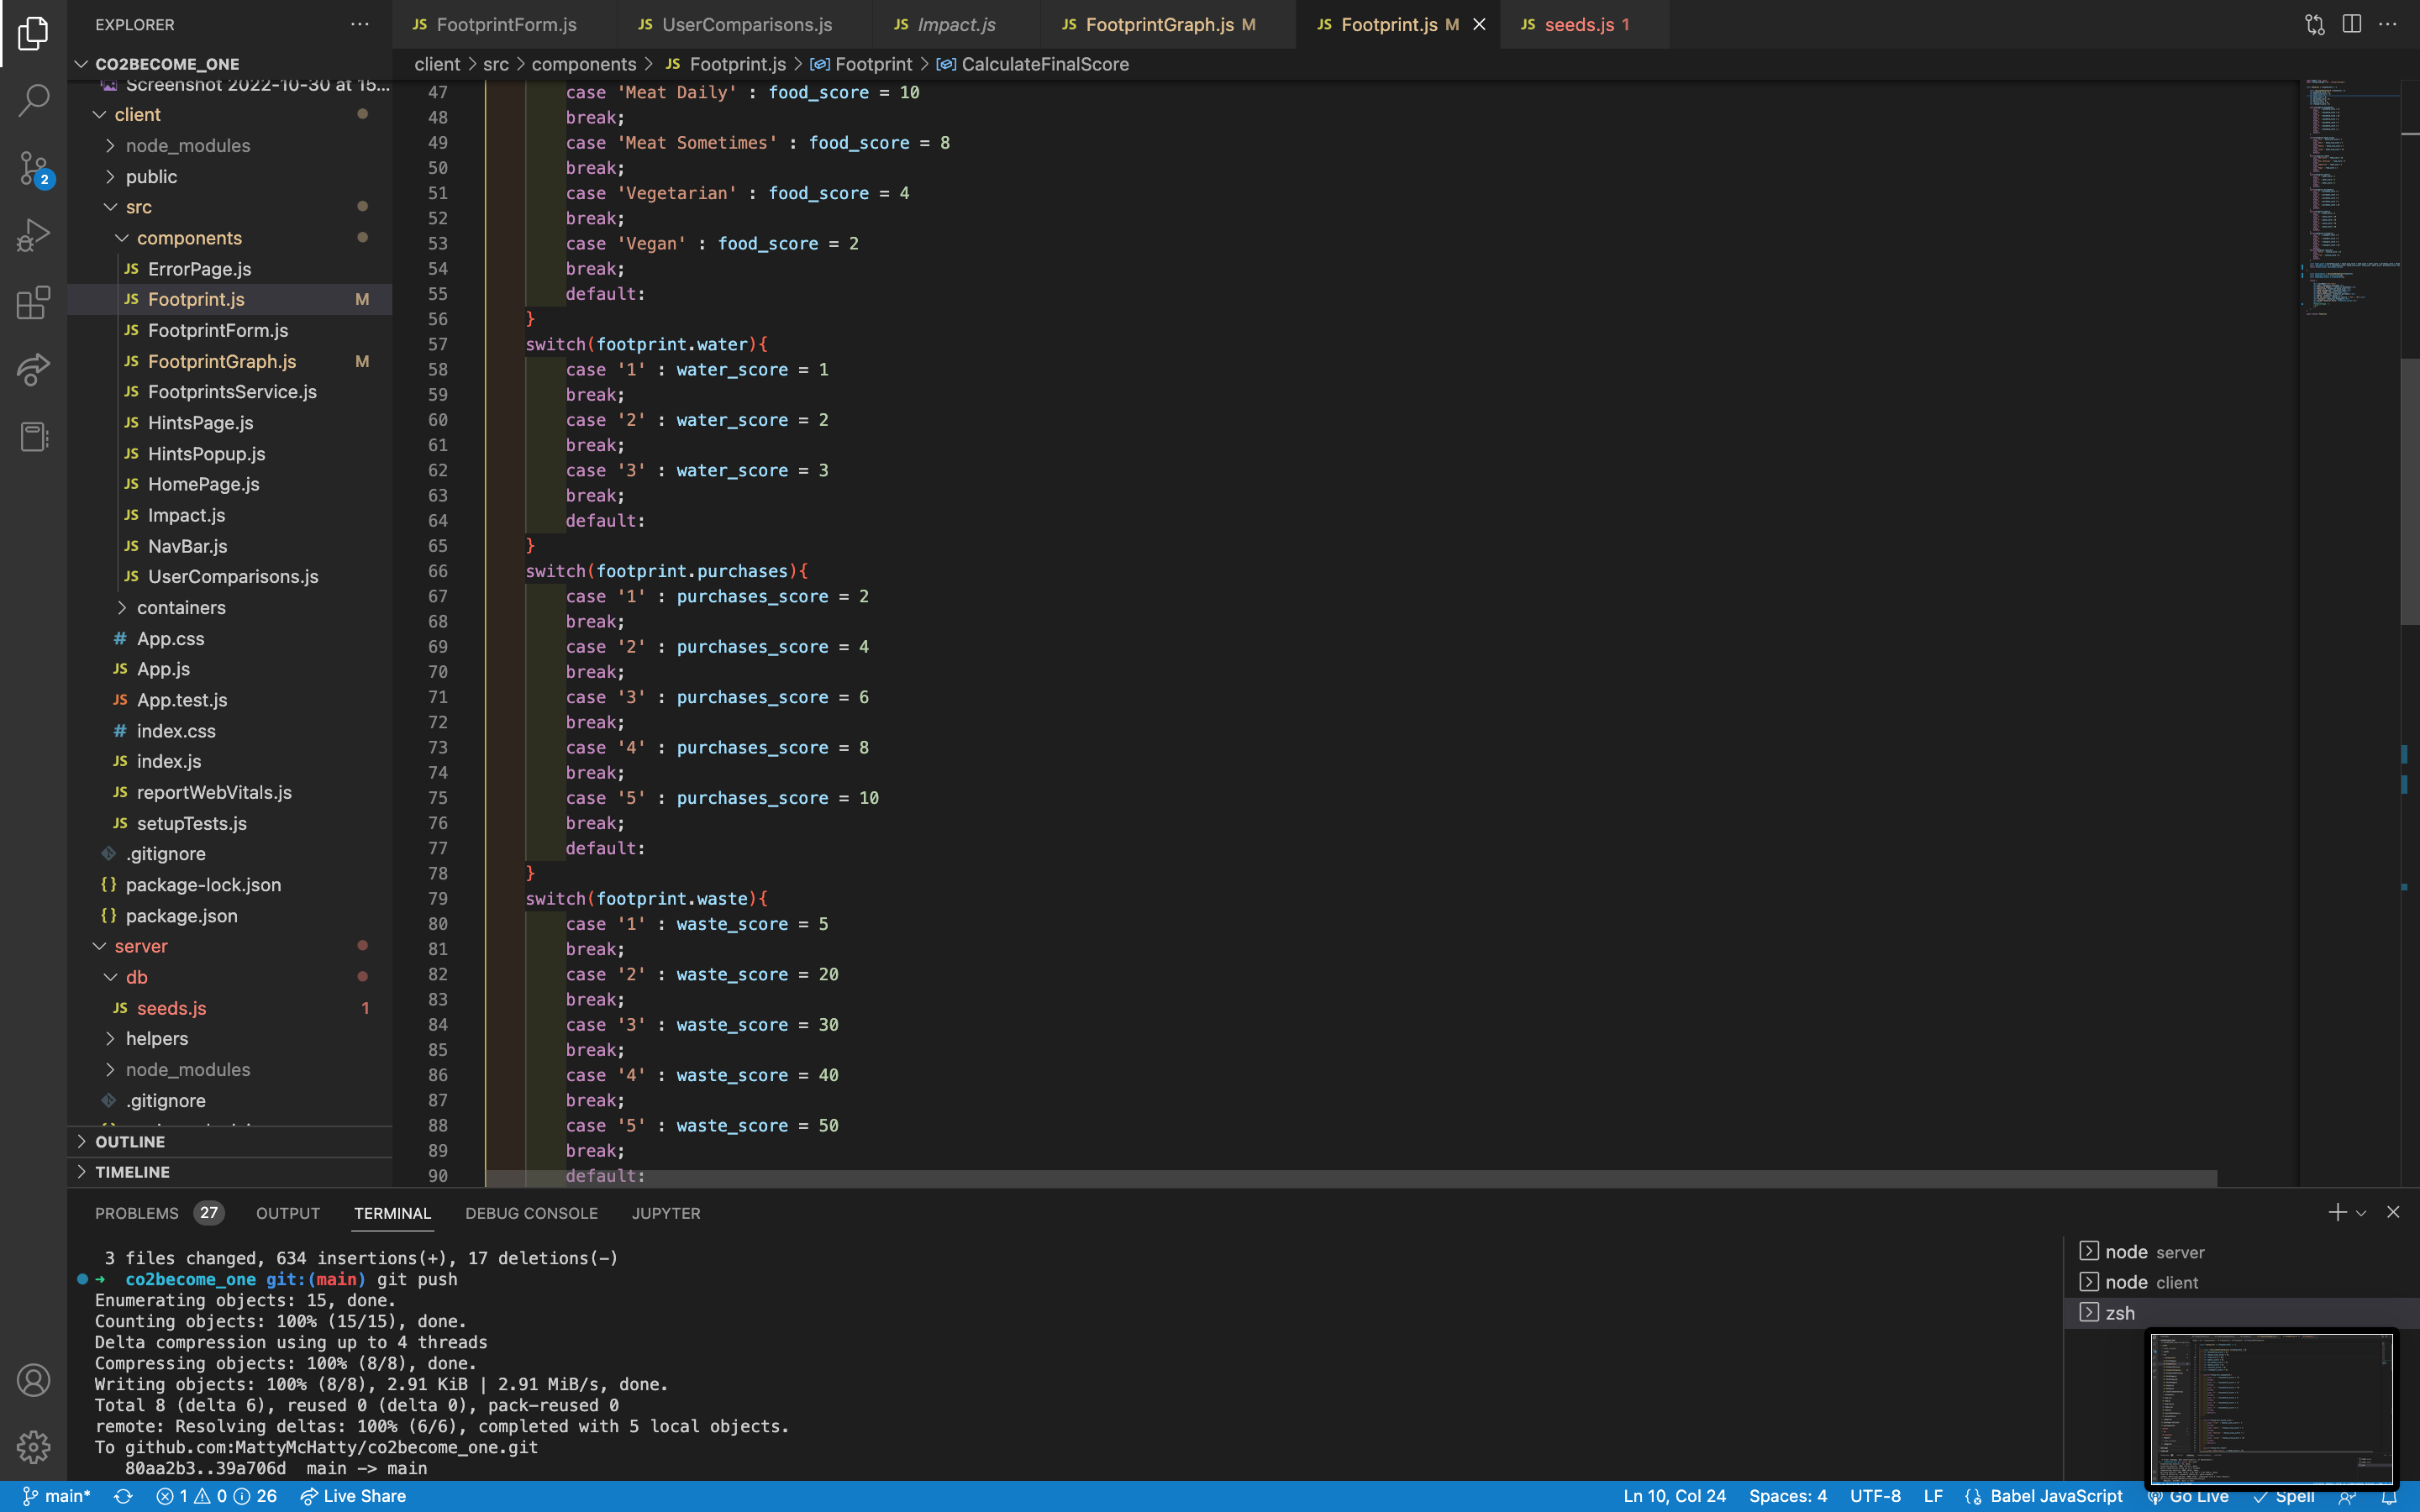 EXPLORER
CO2BECOME_ONE
Screenshot 2022-10-30 at 15...
client
node_modules
public
src
components
ErrorPage.js
Footprint.js M
FootprintForm.js
FootprintGraph.js M
FootprintsService.js
HintsPage.js
HintsPopup.js
HomePage.js
Impact.js
NavBar.js
UserComparisons.js
containers
App.css
App.js
App.test.js
index.css
index.js
reportWebVitals.js
setupTests.js
.gitignore
package-lock.json
package.json
server
db
seeds.js 1
helpers
node_modules
.gitignore
OUTLINE
TIMELINE
2
JS FootprintForm.js JS UserComparisons.js JS Impact.js JS FootprintGraph.js M JS Footprint.js M JS seeds.js 1
client > src > components > JS Footprint.js > Footprint > CalculateFinalScore
47 case 'Meat Daily' : food_score = 10
48 break;
49 case 'Meat Sometimes' : food_score = 8
50 break;
51 case 'Vegetarian' : food_score = 4
52 break;
53 case 'Vegan' : food_score = 2
54 break;
55 default:
56 }
57 switch(footprint.water){
58 case '1' : water_score = 1
59 break;
60 case '2' : water_score = 2
61 break;
62 case '3' : water_score = 3
63 break;
64 default:
65 }
66 switch(footprint.purchases){
67 case '1' : purchases_score = 2
68 break;
69 case '2' : purchases_score = 4
70 break;
71 case '3' : purchases_score = 6
72 break;
73 case '4' : purchases_score = 8
74 break;
75 case '5' : purchases_score = 10
76 break;
77 default:
78 }
79 switch(footprint.waste){
80 case '1' : waste_score = 5
81 break;
82 case '2' : waste_score = 20
83 break;
84 case '3' : waste_score = 30
85 break;
86 case '4' : waste_score = 40
87 break;
88 case '5' : waste_score = 50
89 break;
90 default:
PROBLEMS 27 OUTPUT TERMINAL DEBUG CONSOLE JUPYTER
3 files changed, 634 insertions(+), 17 deletions(-)
➜ co2become_one git:(main) git push
Enumerating objects: 15, done.
Counting objects: 100% (15/15), done.
Delta compression using up to 4 threads
Compressing objects: 100% (8/8), done.
Writing objects: 100% (8/8), 2.91 KiB | 2.91 MiB/s, done.
Total 8 (delta 6), reused 0 (delta 0), pack-reused 0
remote: Resolving deltas: 100% (6/6), completed with 5 local objects.
To github.com:MattyMcHatty/co2become_one.git
80aa2b3..39a706d main -> main
node server
node client
zsh
main* 1 0 26 Live Share
Ln 10, Col 24 Spaces: 4 UTF-8 LF Babel JavaScript Go Live Spell